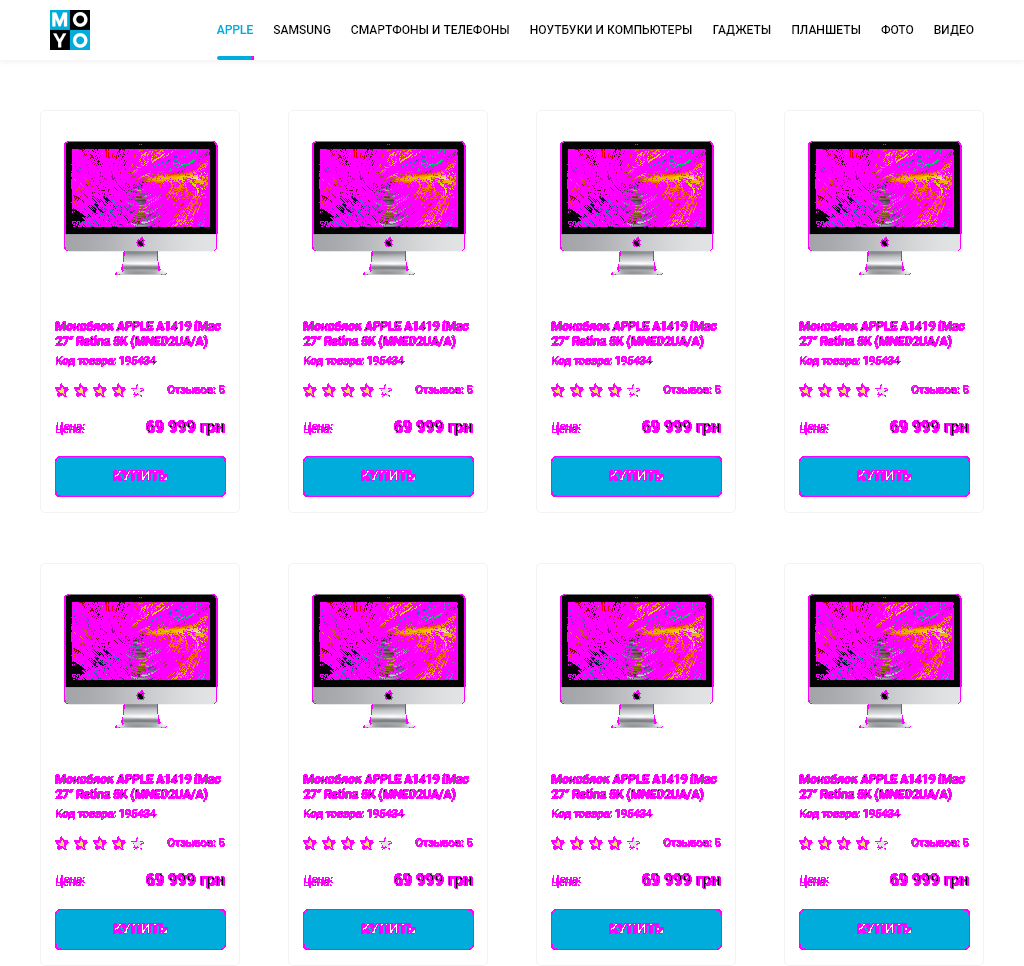 MOYO
APPLE SAMSUNG СМАРТФОНЫ И ТЕЛЕФОНЫ НОУТБУКИ И КОМПЬЮТЕРЫ ГАДЖЕТЫ ПЛАНШЕТЫ ФОТО ВИДЕО
Моноблок APPLE A1419 iMac
27" Retina 5K (MNED2UA/A)
Код товара: 195434
Отзывов: 5
Цена: 69 999 грн
КУПИТЬ
Моноблок APPLE A1419 iMac
27" Retina 5K (MNED2UA/A)
Код товара: 195434
Отзывов: 5
Цена: 69 999 грн
КУПИТЬ
Моноблок APPLE A1419 iMac
27" Retina 5K (MNED2UA/A)
Код товара: 195434
Отзывов: 5
Цена: 69 999 грн
КУПИТЬ
Моноблок APPLE A1419 iMac
27" Retina 5K (MNED2UA/A)
Код товара: 195434
Отзывов: 5
Цена: 69 999 грн
КУПИТЬ
Моноблок APPLE A1419 iMac
27" Retina 5K (MNED2UA/A)
Код товара: 195434
Отзывов: 5
Цена: 69 999 грн
КУПИТЬ
Моноблок APPLE A1419 iMac
27" Retina 5K (MNED2UA/A)
Код товара: 195434
Отзывов: 5
Цена: 69 999 грн
КУПИТЬ
Моноблок APPLE A1419 iMac
27" Retina 5K (MNED2UA/A)
Код товара: 195434
Отзывов: 5
Цена: 69 999 грн
КУПИТЬ
Моноблок APPLE A1419 iMac
27" Retina 5K (MNED2UA/A)
Код товара: 195434
Отзывов: 5
Цена: 69 999 грн
КУПИТЬ